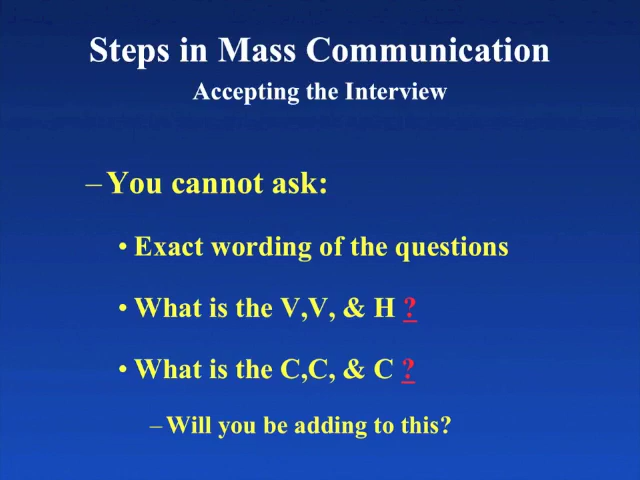 Steps in Mass Communication
Accepting the Interview
– You cannot ask:
• Exact wording of the questions
• What is the V,V, & H ?
• What is the C,C, & C ?
– Will you be adding to this?